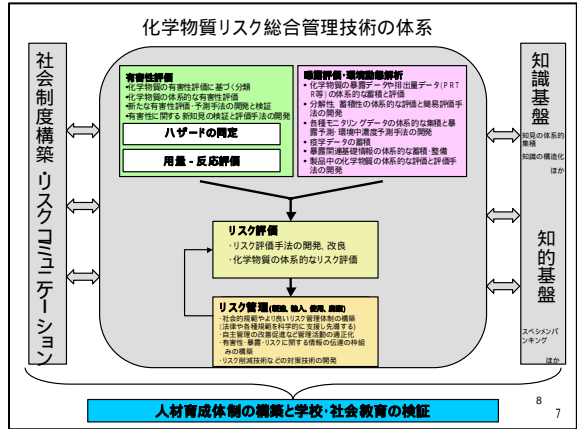 化学物質リスク総合管理技術の体系
社会制度構築・リスクコミュニケーション
有害性評価
・化学物質の有害性評価に基づく分類
・化学物質の体系的な有害性評価
・新たな有害性評価・予測手法の開発と検証
・有害性に関する新知見の検証と評価手法の開発
ハザードの同定
用量-反応評価
暴露評価・環境動態解析
・化学物質の暴露データや排出量データ(PRT
R等)の体系的な蓄積と評価
・分解性、蓄積性の体系的な評価と簡易評価手
法の開発
・各種モニタリングデータの体系的な集積と暴
露予測・環境中濃度予測手法の開発
・疫学データの蓄積
・暴露関連基礎情報の体系的な蓄積・整備
・製品中の化学物質の体系的な評価と評価手
法の開発
知識基盤
知見の体系的
集積
知識の構造化
ほか
リスク評価
・リスク評価手法の開発、改良
・化学物質の体系的なリスク評価
リスク管理(製造、輸入、使用、廃棄)
・社会的規範やより良いリスク管理体制の構築
(法律や各種規範を科学的に支援し先導する)
・自主管理の改善促進など管理活動の適正化
・有害性・暴露・リスクに関する情報の伝達の枠組
みの構築
・リスク削減技術などの対策技術の開発
知的基盤
スペシメンバ
ンキング
ほか
人材育成体制の構築と学校・社会教育の検証
8
7